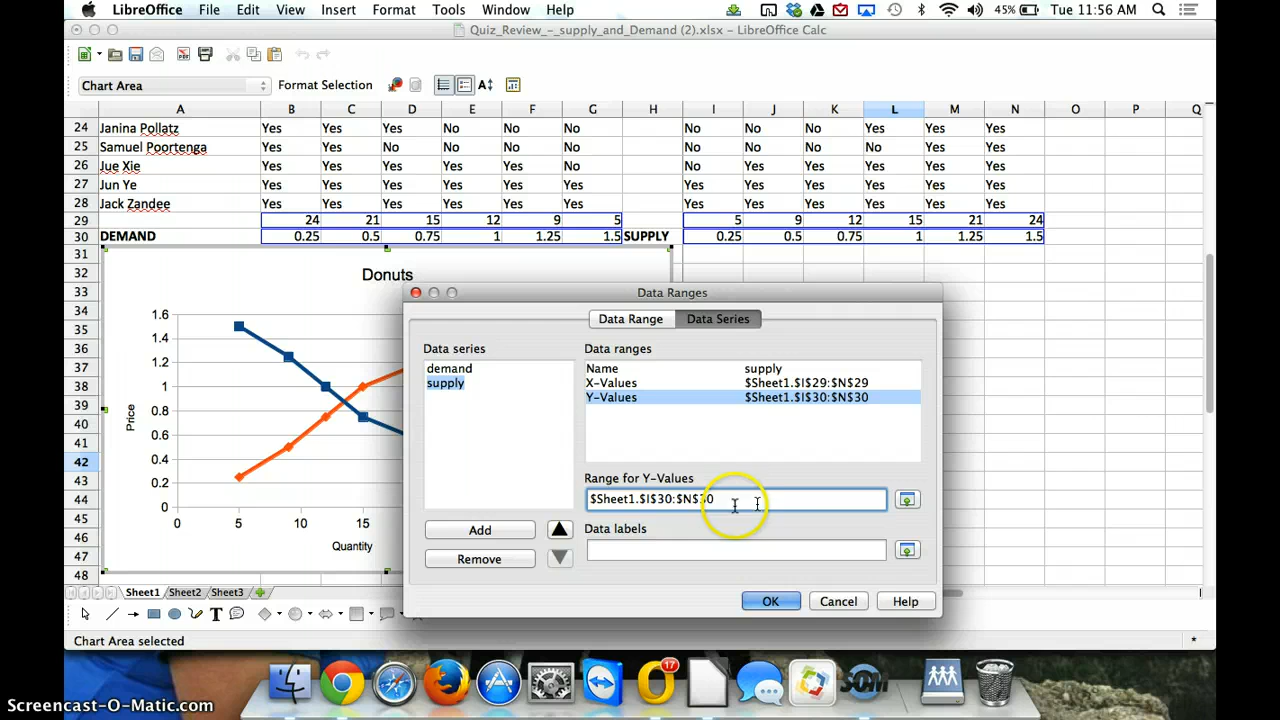 LibreOffice File Edit View Insert Format Tools Window Help 45% Tue 11:56 AM
Quiz_Review_-_supply_and_Demand (2).xlsx - LibreOffice Calc
Chart Area Format Selection
A B C D E F G H I J K L M N O P Q
24 Janina Pollatz Yes Yes Yes No No No No No No Yes Yes Yes
25 Samuel Poortenga Yes Yes No No No No No No No No Yes Yes
26 Jue Xie Yes Yes Yes Yes Yes No No Yes Yes Yes Yes Yes
27 Jun Ye Yes Yes Yes Yes Yes Yes Yes Yes Yes Yes Yes Yes
28 Jack Zandee Yes Yes Yes Yes Yes Yes Yes Yes Yes Yes Yes Yes
29 24 21 15 12 9 5 5 9 12 15 21 24
30 DEMAND 0.25 0.5 0.75 1 1.25 1.5 SUPPLY 0.25 0.5 0.75 1 1.25 1.5
31
32
33
34
35
36
37
38
39
40
41
42
43
44
45
46
47
48
Donuts
1.6
1.4
1.2
1
0.8
0.6
0.4
0.2
0
Price
0 5 10 15
Quantity
Data Ranges
Data Range Data Series
Data series
demand
supply
Add
Remove
Data ranges
Name supply
X-Values $Sheet1.$I$29:$N$29
Y-Values $Sheet1.$I$30:$N$30
Range for Y-Values
$Sheet1.$I$30:$N$30
Data labels
OK Cancel Help
Sheet1 Sheet2 Sheet3
Chart Area selected *
17
SOM
Screencast-O-Matic.com